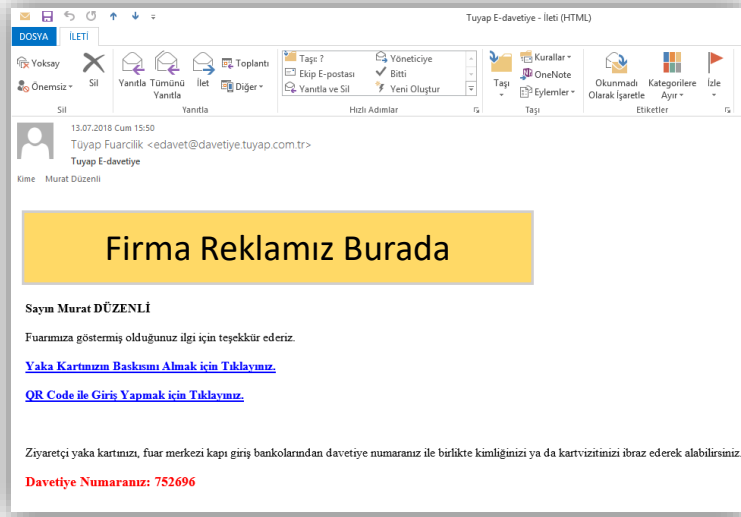 Tuyap E-davetiye - İleti (HTML)
DOSYA İLETİ
Yoksay
Önemsiz
Sil
Yanıtla Tümünü Yanıtla İlet
Toplantı
Diğer
Taşı: ?
Ekip E-postası
Yanıtla ve Sil
Yöneticiye
Bitti
Yeni Oluştur
Taşı
Kurallar
OneNote
Eylemler
Okunmadı Olarak İşaretle
Kategorilere Ayır
İzle
Sil Yanıtla Hızlı Adımlar Taşı Etiketler
13.07.2018 Cum 15:50
Tüyap Fuarcilik <edavet@davetiye.tuyap.com.tr>
Tuyap E-davetiye
Kime Murat Düzenli
Firma Reklamız Burada
Sayın Murat DÜZENLİ
Fuarımıza göstermiş olduğunuz ilgi için teşekkür ederiz.
Yaka Kartınızın Baskısını Almak için Tıklayınız.
QR Code ile Giriş Yapmak için Tıklayınız.
Ziyaretçi yaka kartınızı, fuar merkezi kapı giriş bankolarından davetiye numaranız ile birlikte kimliğinizi ya da kartvizitinizi ibraz ederek alabilirsiniz.
Davetiye Numaranız: 752696